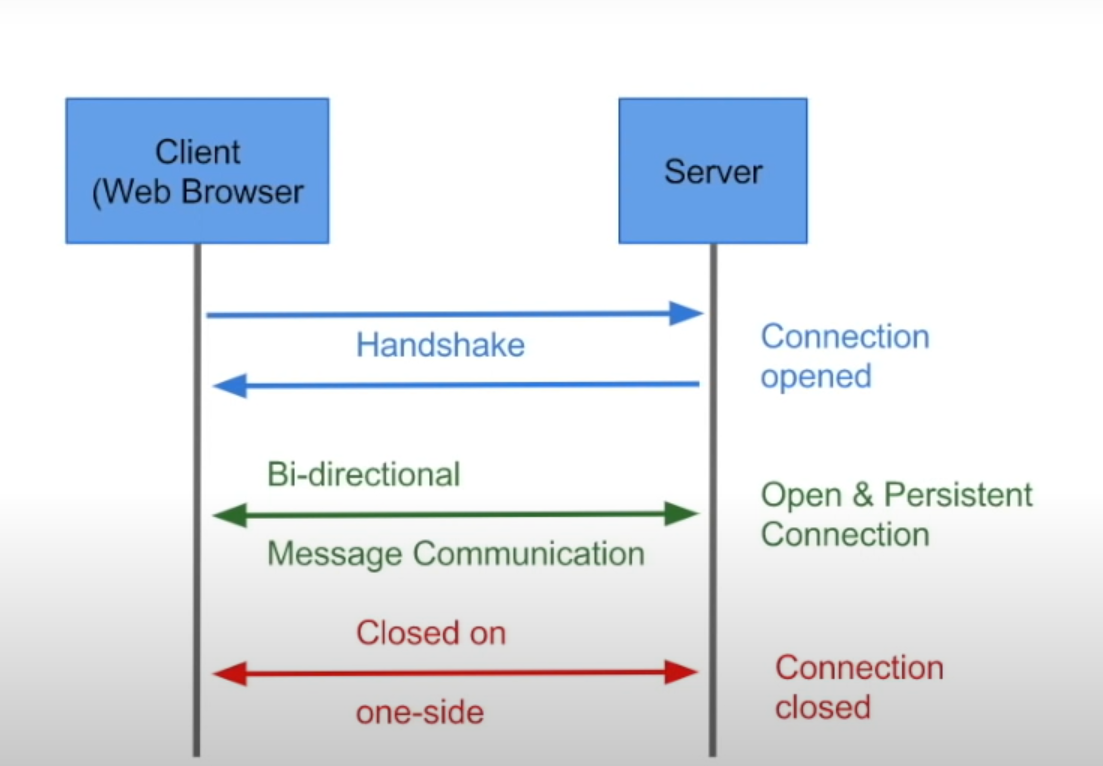 Client
(Web Browser
Server
Handshake
Connection
opened
Bi-directional
Message Communication
Open & Persistent
Connection
Closed on
one-side
Connection
closed